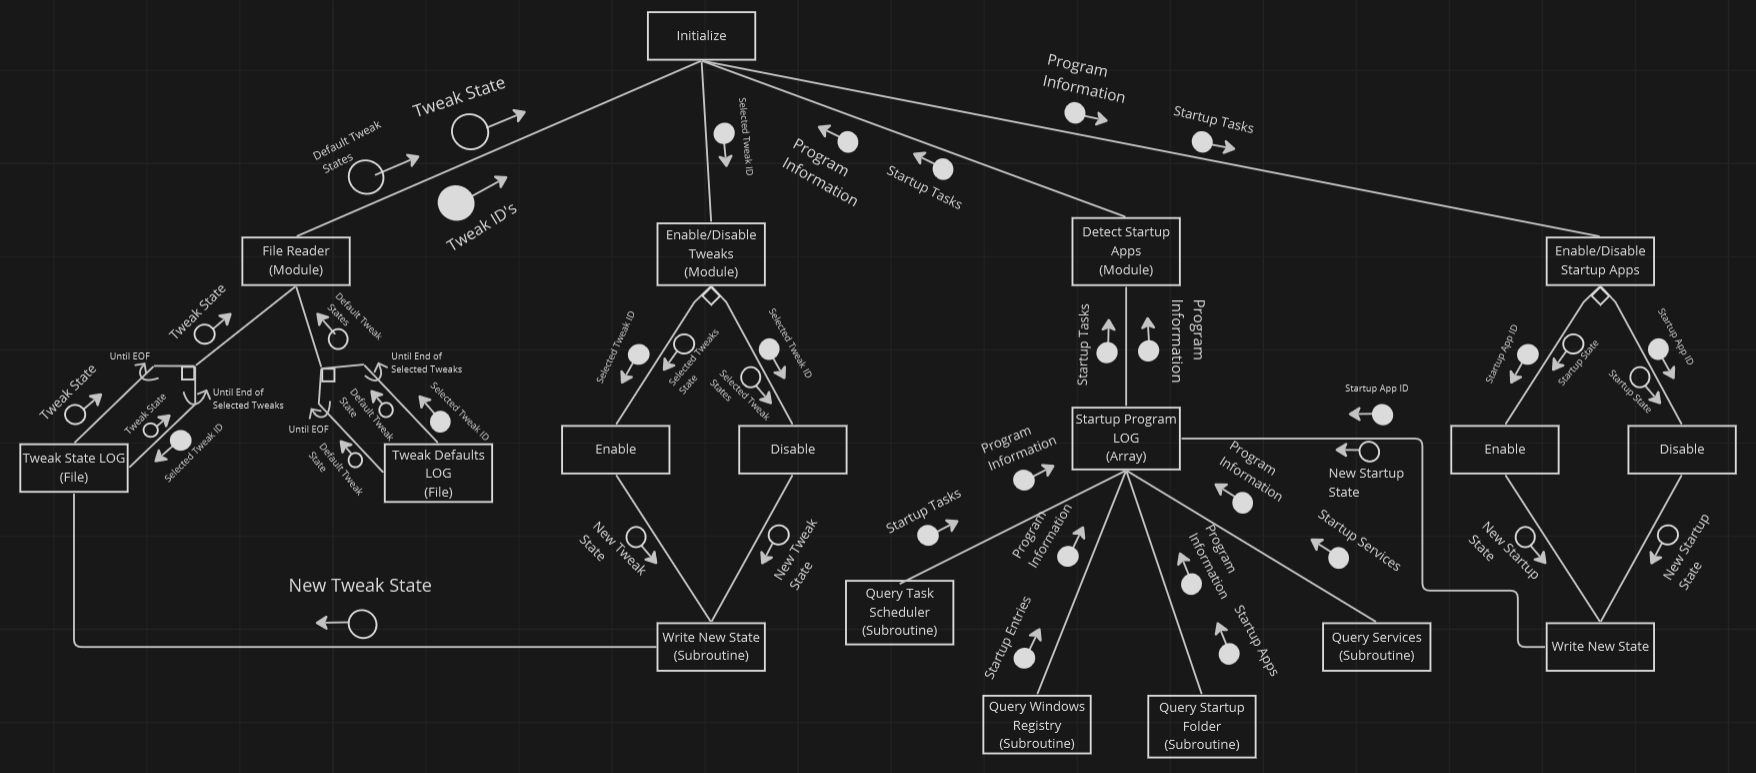 Initialize
Program
Information
Startup Tasks
Tweak State
Default Tweak
States
Tweak ID's
Selected Tweak ID
Program
Information
Startup Tasks
File Reader
(Module)
Enable/Disable
Tweaks
(Module)
Detect Startup
Apps
(Module)
Enable/Disable
Startup Apps
Tweak State
Default Tweak
States
Until EOF
Until End of
Selected Tweaks
Tweak State
Tweak State
Until End of
Selected Tweaks
Selected Tweak ID
Until EOF
Default Tweak
State
Selected Tweak ID
Default Tweak
State
Tweak State LOG
(File)
Tweak Defaults
LOG
(File)
Selected Tweak ID
Selected Tweaks
State
Selected Tweak ID
Selected Tweak
States
Enable
Disable
New Tweak
State
New Tweak
State
Write New State
(Subroutine)
New Tweak State
Startup Tasks
Program
Information
Startup Program
LOG
(Array)
Program
Information
Startup Tasks
Program
Information
Startup Entries
Program
Information
Startup Apps
Program
Information
Startup Services
Query Task
Scheduler
(Subroutine)
Query Windows
Registry
(Subroutine)
Query Startup
Folder
(Subroutine)
Query Services
(Subroutine)
Startup App ID
New Startup
State
Startup App ID
Startup State
Startup App ID
Startup State
Enable
Disable
New Startup
State
New Startup
State
Write New State